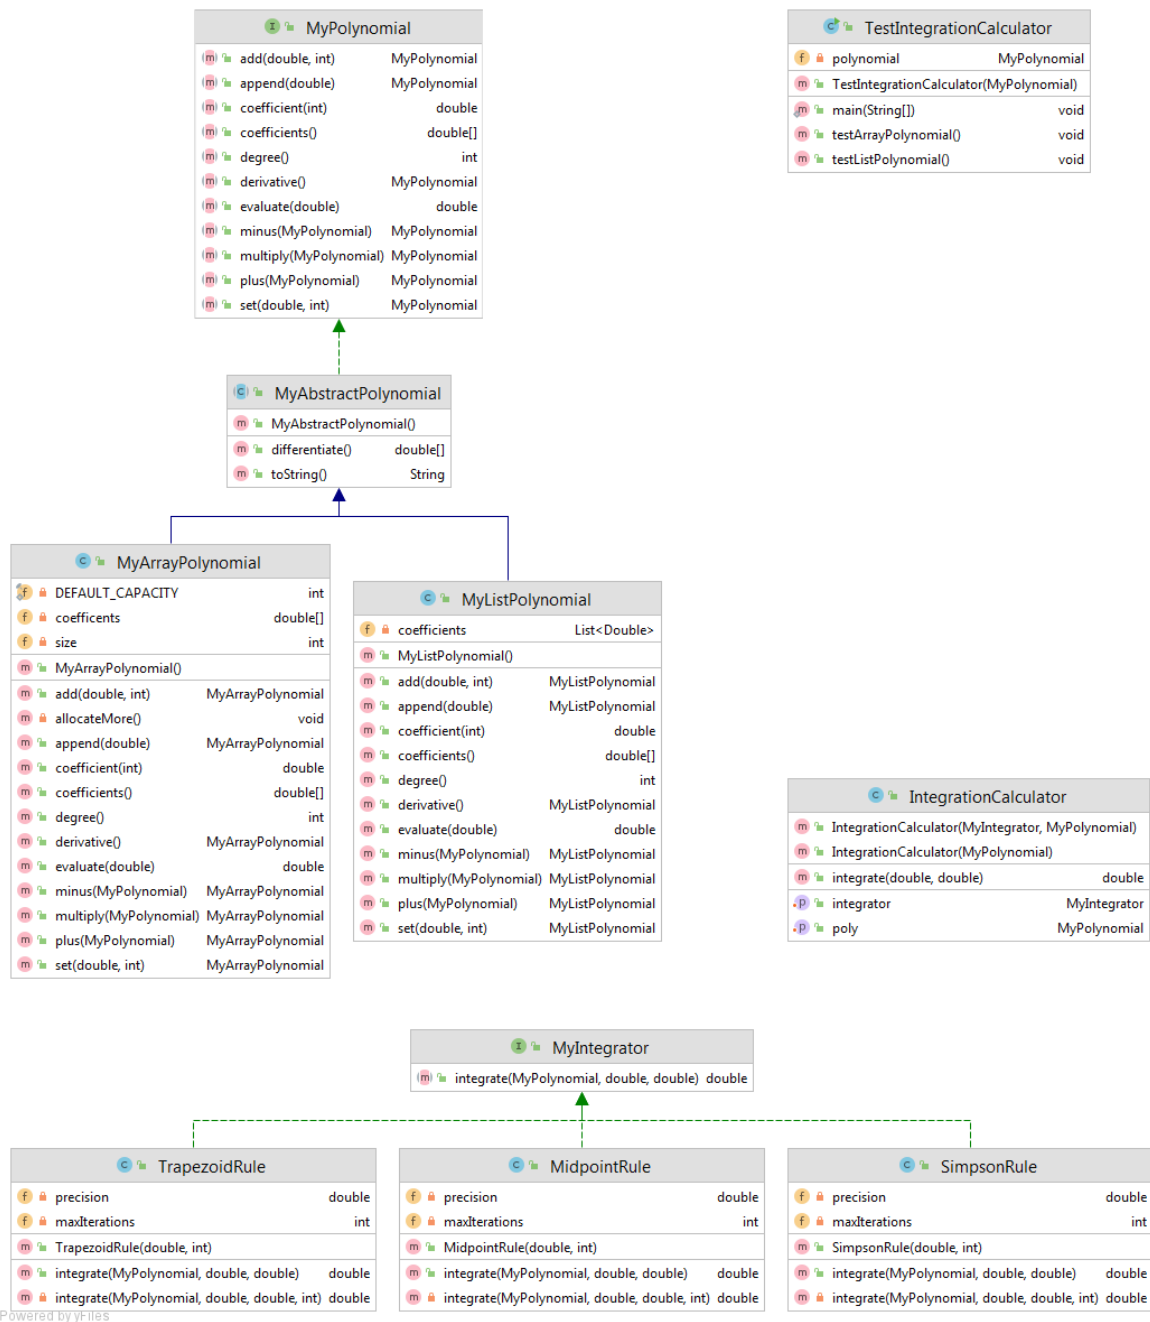 MyPolynomial
add(double, int) MyPolynomial
append(double) MyPolynomial
coefficient(int) double
coefficients() double[]
degree() int
derivative() MyPolynomial
evaluate(double) double
minus(MyPolynomial) MyPolynomial
multiply(MyPolynomial) MyPolynomial
plus(MyPolynomial) MyPolynomial
set(double, int) MyPolynomial
TestIntegrationCalculator
polynomial MyPolynomial
TestIntegrationCalculator(MyPolynomial)
main(String[]) void
testArrayPolynomial() void
testListPolynomial() void
MyAbstractPolynomial
MyAbstractPolynomial()
differentiate() double[]
toString() String
MyArrayPolynomial
DEFAULT_CAPACITY int
coefficents double[]
size int
MyArrayPolynomial()
add(double, int) MyArrayPolynomial
allocateMore() void
append(double) MyArrayPolynomial
coefficient(int) double
coefficients() double[]
degree() int
derivative() MyArrayPolynomial
evaluate(double) double
minus(MyPolynomial) MyArrayPolynomial
multiply(MyPolynomial) MyArrayPolynomial
plus(MyPolynomial) MyArrayPolynomial
set(double, int) MyArrayPolynomial
MyListPolynomial
coefficients List<Double>
MyListPolynomial()
add(double, int) MyListPolynomial
append(double) MyListPolynomial
coefficient(int) double
coefficients() double[]
degree() int
derivative() MyListPolynomial
evaluate(double) double
minus(MyPolynomial) MyListPolynomial
multiply(MyPolynomial) MyListPolynomial
plus(MyPolynomial) MyListPolynomial
set(double, int) MyListPolynomial
IntegrationCalculator
IntegrationCalculator(MyIntegrator, MyPolynomial)
IntegrationCalculator(MyPolynomial)
integrate(double, double) double
integrator MyIntegrator
poly MyPolynomial
MyIntegrator
integrate(MyPolynomial, double, double) double
TrapezoidRule
precision double
maxIterations int
TrapezoidRule(double, int)
integrate(MyPolynomial, double, double) double
integrate(MyPolynomial, double, double, int) double
MidpointRule
precision double
maxIterations int
MidpointRule(double, int)
integrate(MyPolynomial, double, double) double
integrate(MyPolynomial, double, double, int) double
SimpsonRule
precision double
maxIterations int
SimpsonRule(double, int)
integrate(MyPolynomial, double, double) double
integrate(MyPolynomial, double, double, int) double
Powered by yFiles